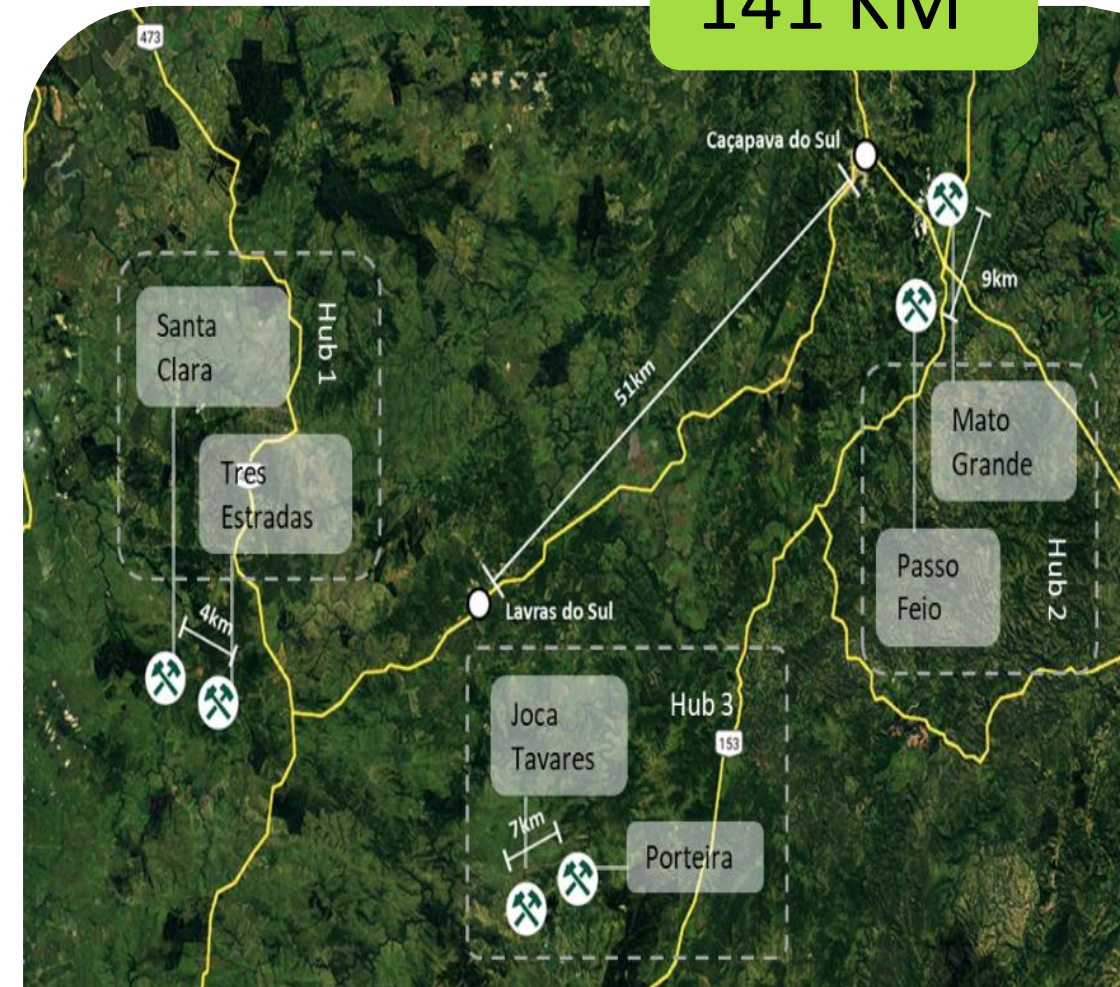 141 KM
473
Caçapava do Sul
9km
Santa
Clara
Hub 1
51km
Mato
Grande
Tres
Estradas
Passo
Feio
Hub 2
4km
Lavras do Sul
Joca
Tavares
Hub 3
153
7km
Porteira